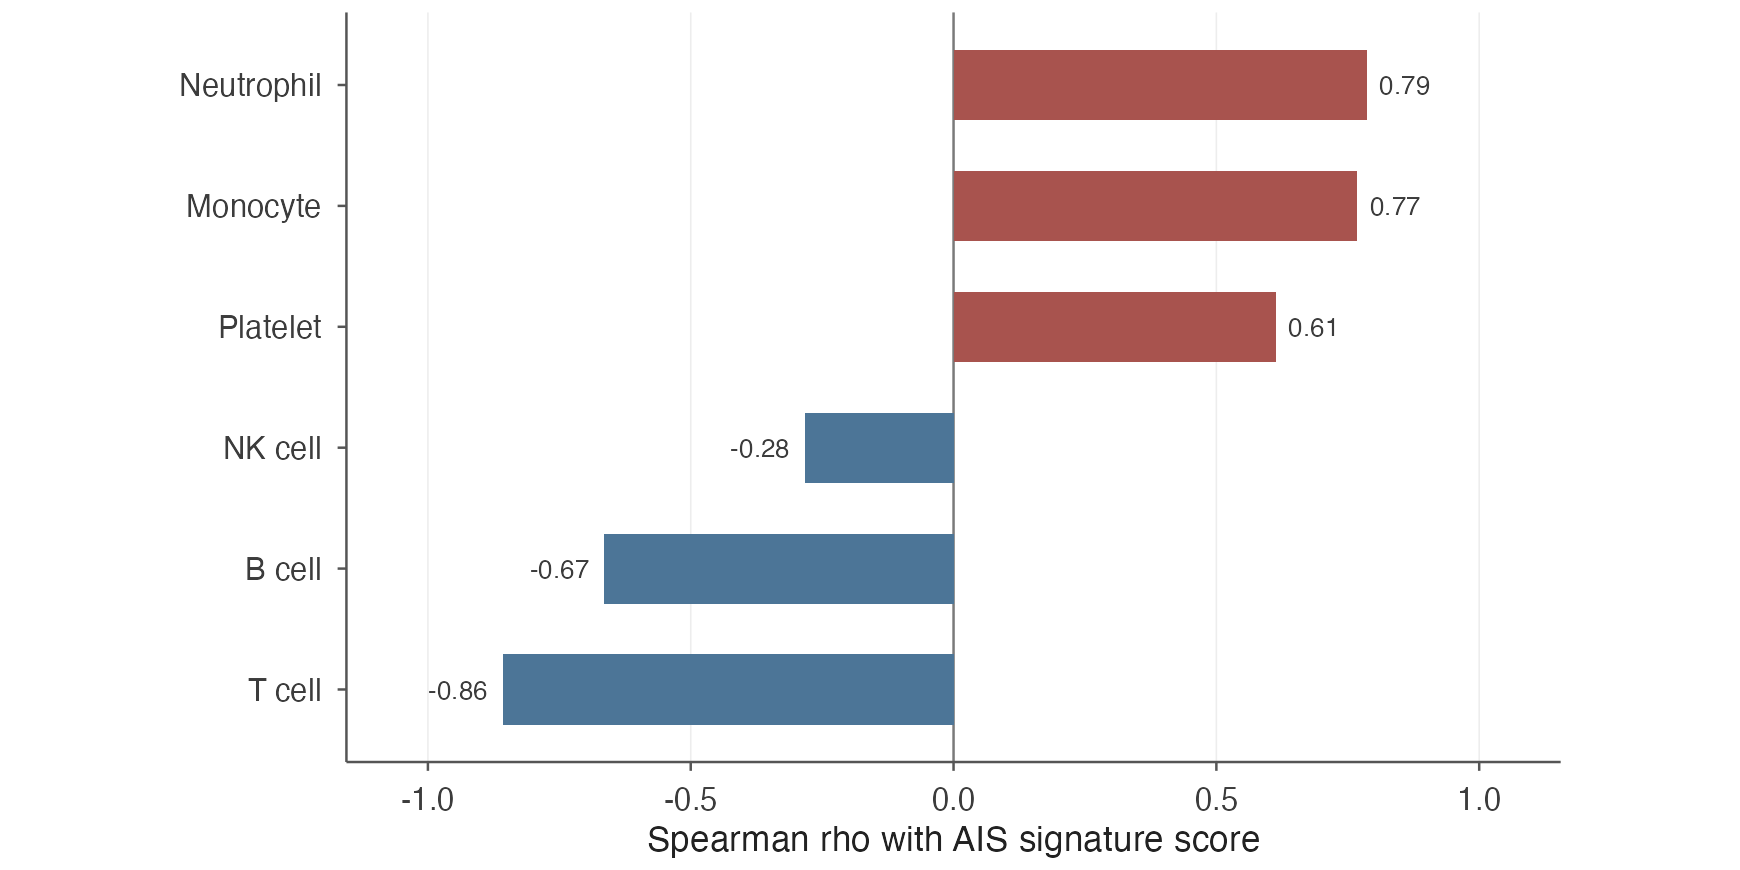 Neutrophil 0.79
Monocyte 0.77
Platelet 0.61
NK cell -0.28
B cell -0.67
T cell -0.86
-1.0 -0.5 0.0 0.5 1.0
Spearman rho with AIS signature score